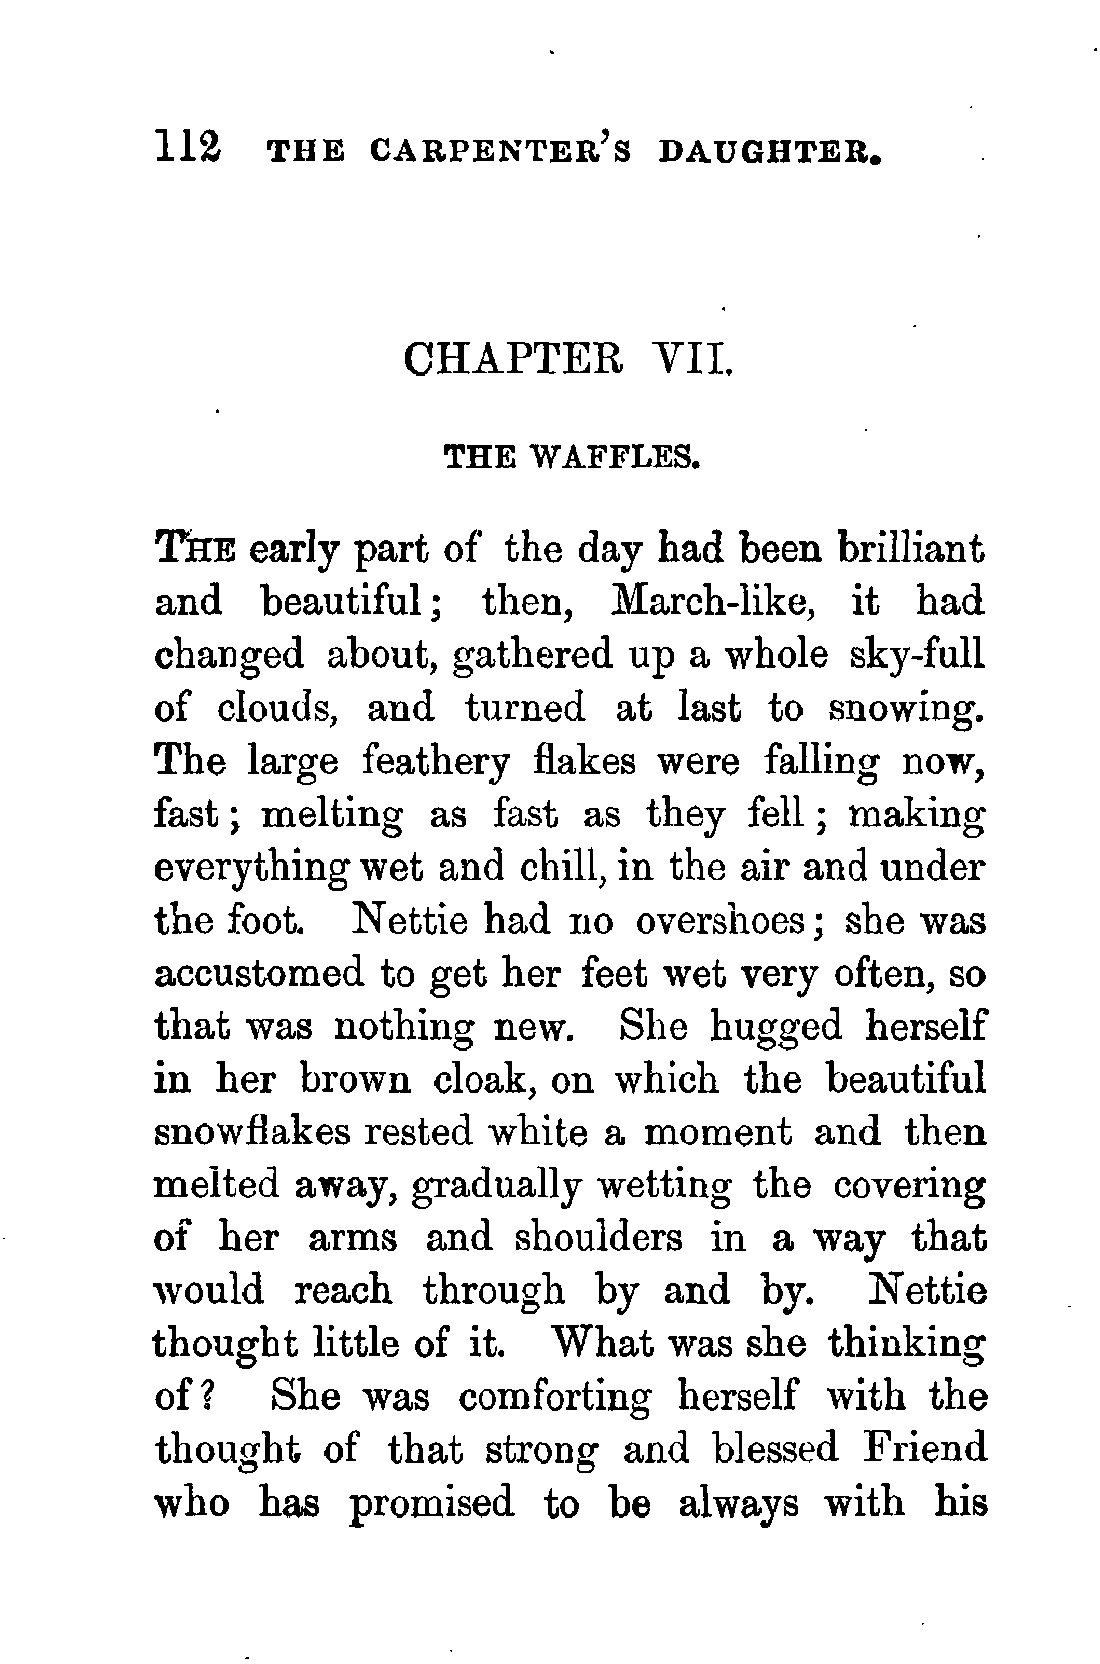 112 THE CARPENTER'S DAUGHTER.
CHAPTER VII.
THE WAFFLES.
THE early part of the day had been brilliant
and beautiful; then, March-like, it had
changed about, gathered up a whole sky-full
of clouds, and turned at last to snowing.
The large feathery flakes were falling now,
fast; melting as fast as they fell; making
everything wet and chill, in the air and under
the foot. Nettie had no overshoes; she was
accustomed to get her feet wet very often, so
that was nothing new. She hugged herself
in her brown cloak, on which the beautiful
snowflakes rested white a moment and then
melted away, gradually wetting the covering
of her arms and shoulders in a way that
would reach through by and by. Nettie
thought little of it. What was she thinking
of? She was comforting herself with the
thought of that strong and blessed Friend
who has promised to be always with his